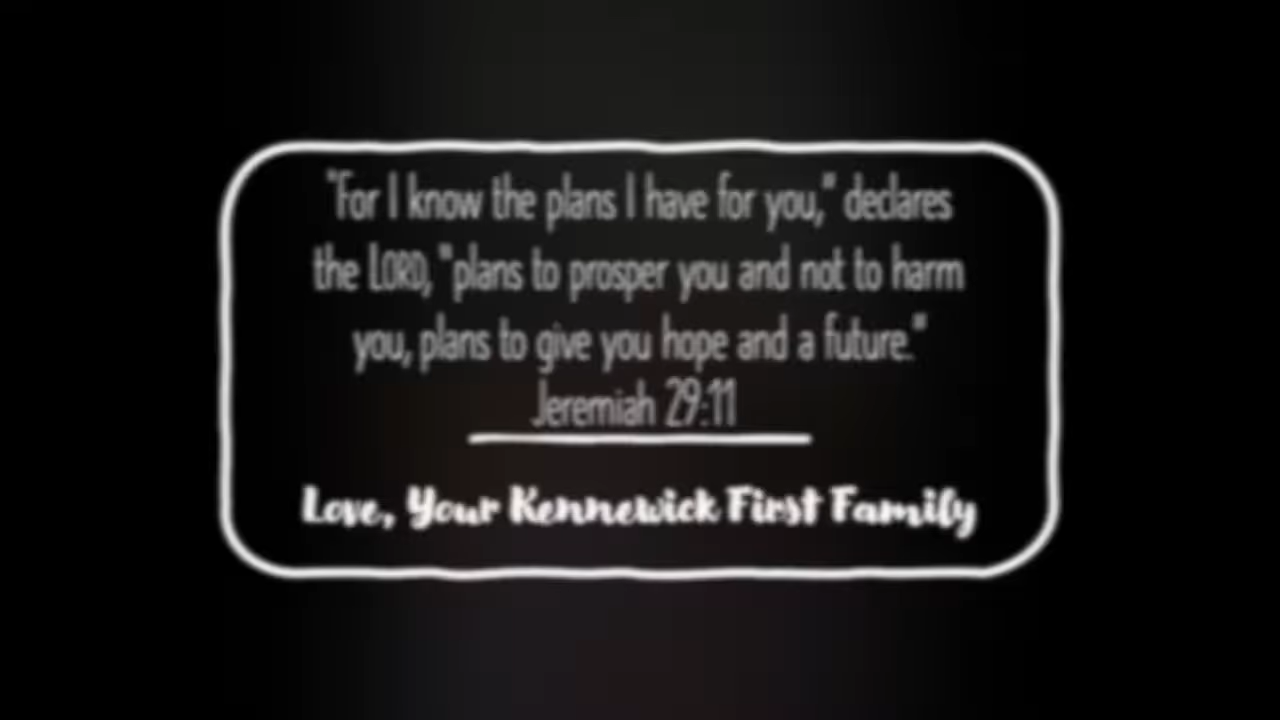 "For I know the plans I have for you," declares
the LORD, "plans to prosper you and not to harm
you, plans to give you hope and a future."
Jeremiah 29:11
Love, Your Kennewick First Family